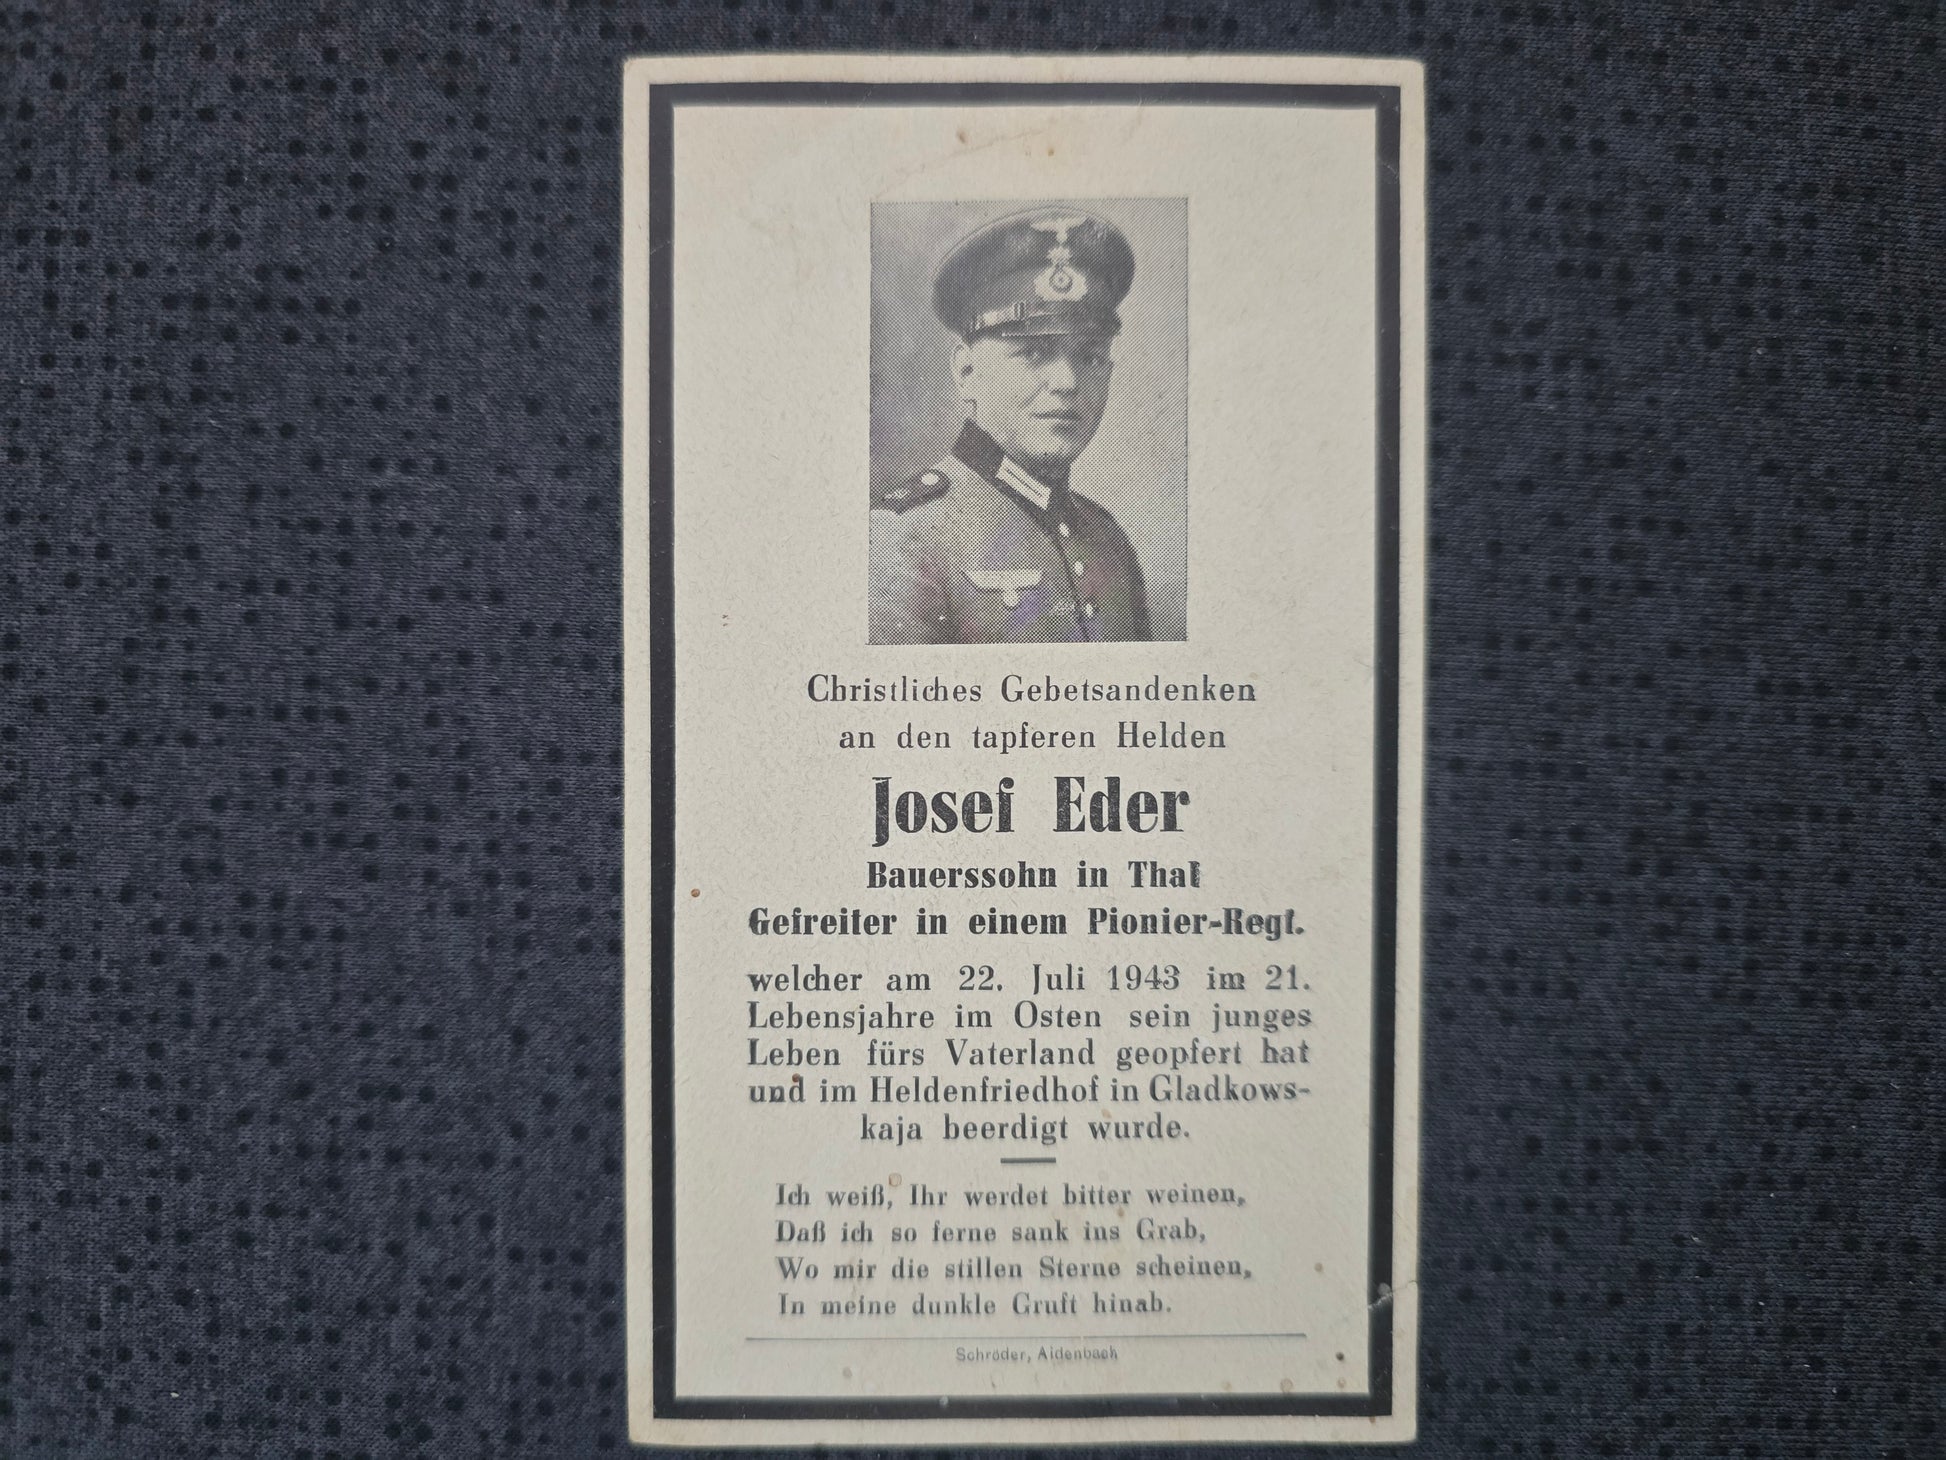 Christliches Gebetsandenken
an den tapferen Helden
Josef Eder
Bauerssohn in Thal
Gefreiter in einem Pionier-Regt.
welcher am 22. Juli 1943 im 21.
Lebensjahre im Osten sein junges
Leben fürs Vaterland geopfert hat
und im Heldenfriedhof in Gladkows-
kaja beerdigt wurde.
Ich weiß, Ihr werdet bitter weinen,
Daß ich so ferne sank ins Grab,
Wo mir die stillen Sterne scheinen,
In meine dunkle Gruft hinab.
Schröder, Aidenbach